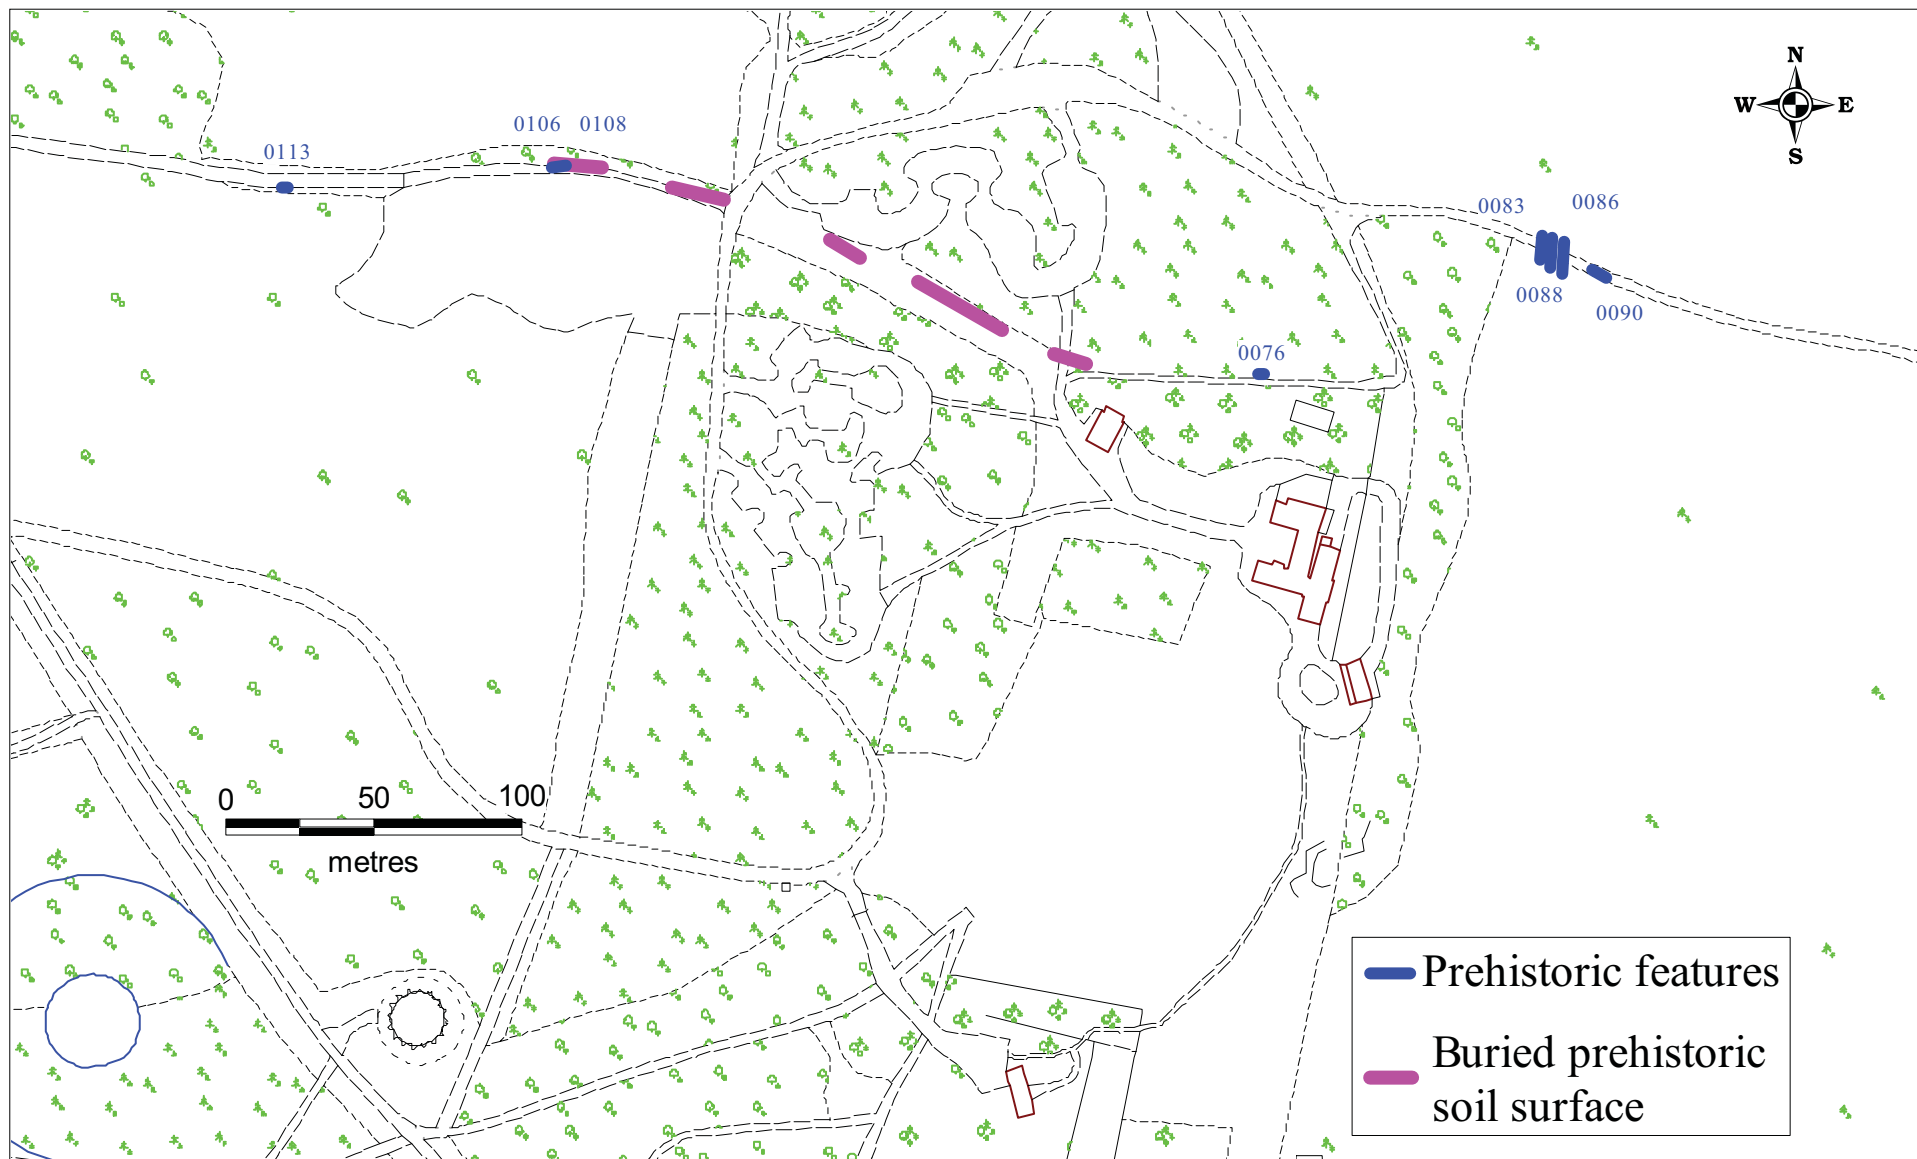 N
W E
S
0106 0108
0113
0083 0086
0088
0090
0076
0 50 100
metres
Prehistoric features
Buried prehistoric
soil surface